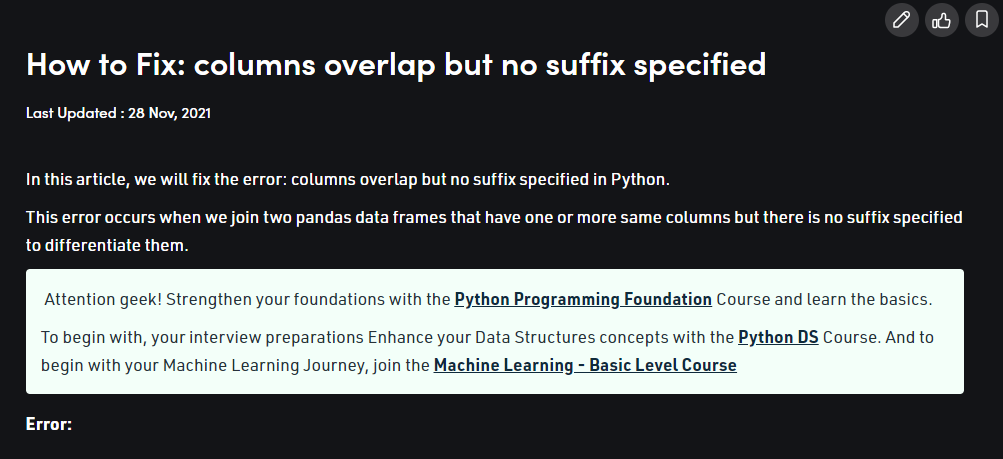 How to Fix: columns overlap but no suffix specified
Last Updated : 28 Nov, 2021
In this article, we will fix the error: columns overlap but no suffix specified in Python.
This error occurs when we join two pandas data frames that have one or more same columns but there is no suffix specified
to differentiate them.
Attention geek! Strengthen your foundations with the Python Programming Foundation Course and learn the basics.
To begin with, your interview preparations Enhance your Data Structures concepts with the Python DS Course. And to
begin with your Machine Learning Journey, join the Machine Learning - Basic Level Course
Error: